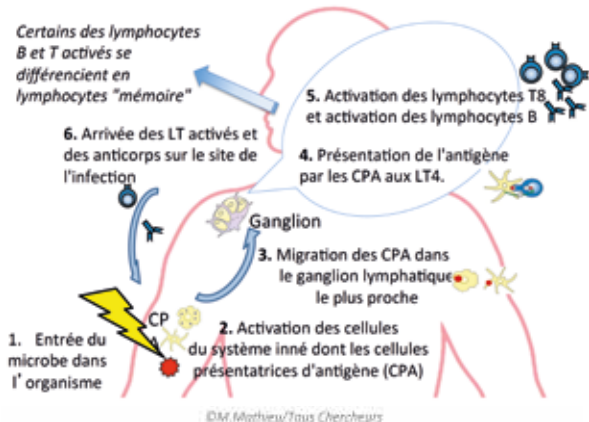 Certains des lymphocytes
B et T activés se
différencient en
lymphocytes "mémoire"
5. Activation des lymphocytes T8
et activation des lymphocytes B
6. Arrivée des LT activés et
des anticorps sur le site de
l'infection
4. Présentation de l'antigène
par les CPA aux LT4.
Ganglion
3. Migration des CPA dans
le ganglion lymphatique
le plus proche
CP
1. Entrée du
microbe dans
l'organisme
2. Activation des cellules
du système inné dont les cellules
présentatrices d'antigène (CPA)
©M.Mathieu/Tous Chercheurs